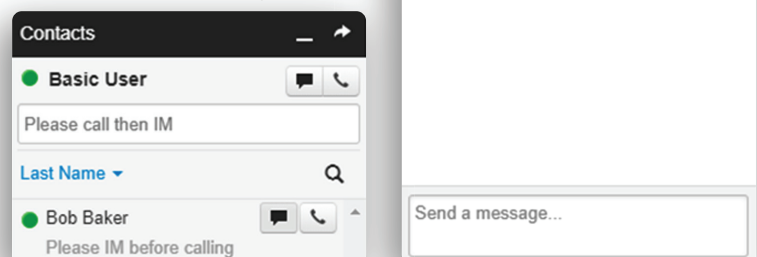 Contacts
Basic User
Please call then IM
Last Name
Bob Baker
Please IM before calling
Send a message...